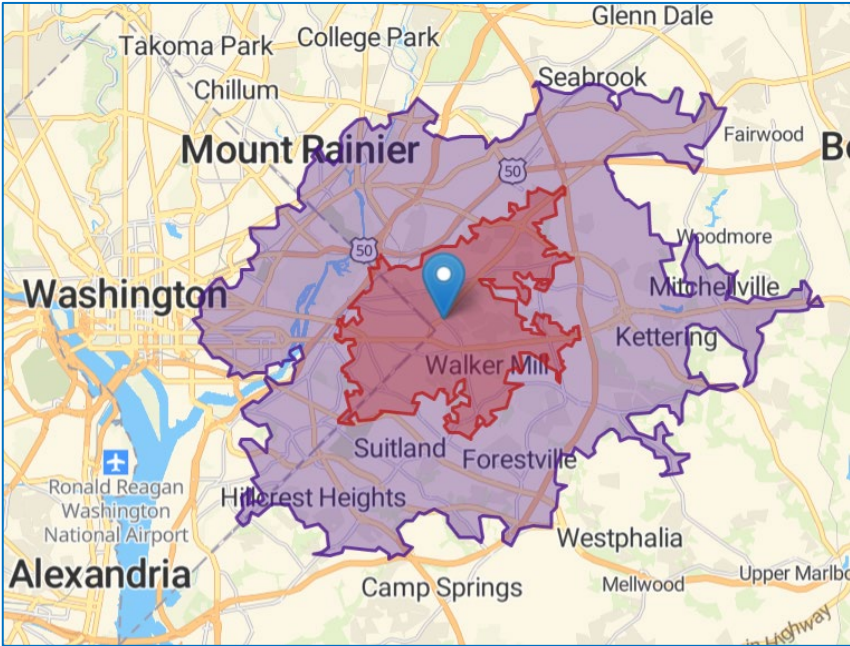 Glenn Dale
Takoma Park
College Park
Seabrook
Chillum
Fairwood
Mount Rainier
50
Woodmore
50
Mitchellville
Washington
Kettering
Walker Mill
Suitland
Forestville
Ronald Reagan
Washington
National Airport
Hillcrest Heights
Westphalia
Alexandria
Camp Springs
Mellwood
Upper Marlbo
Highway